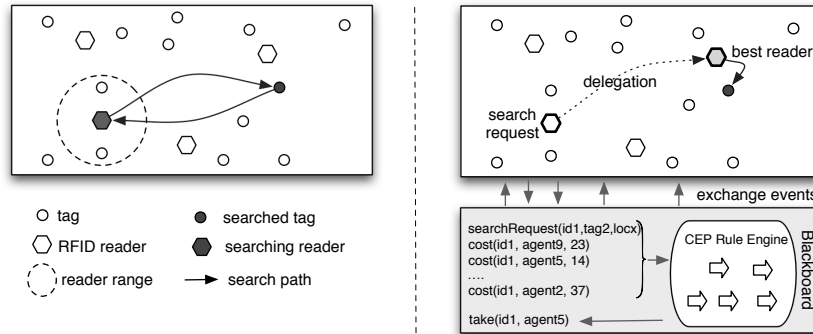 tag
searched tag
RFID reader
searching reader
reader range
search path
best reader
delegation
search
request
exchange events
searchRequest(id1,tag2,locx)
cost(id1, agent9, 23)
cost(id1, agent5, 14)
....
cost(id1, agent2, 37)
take(id1, agent5)
CEP Rule Engine
Blackboard